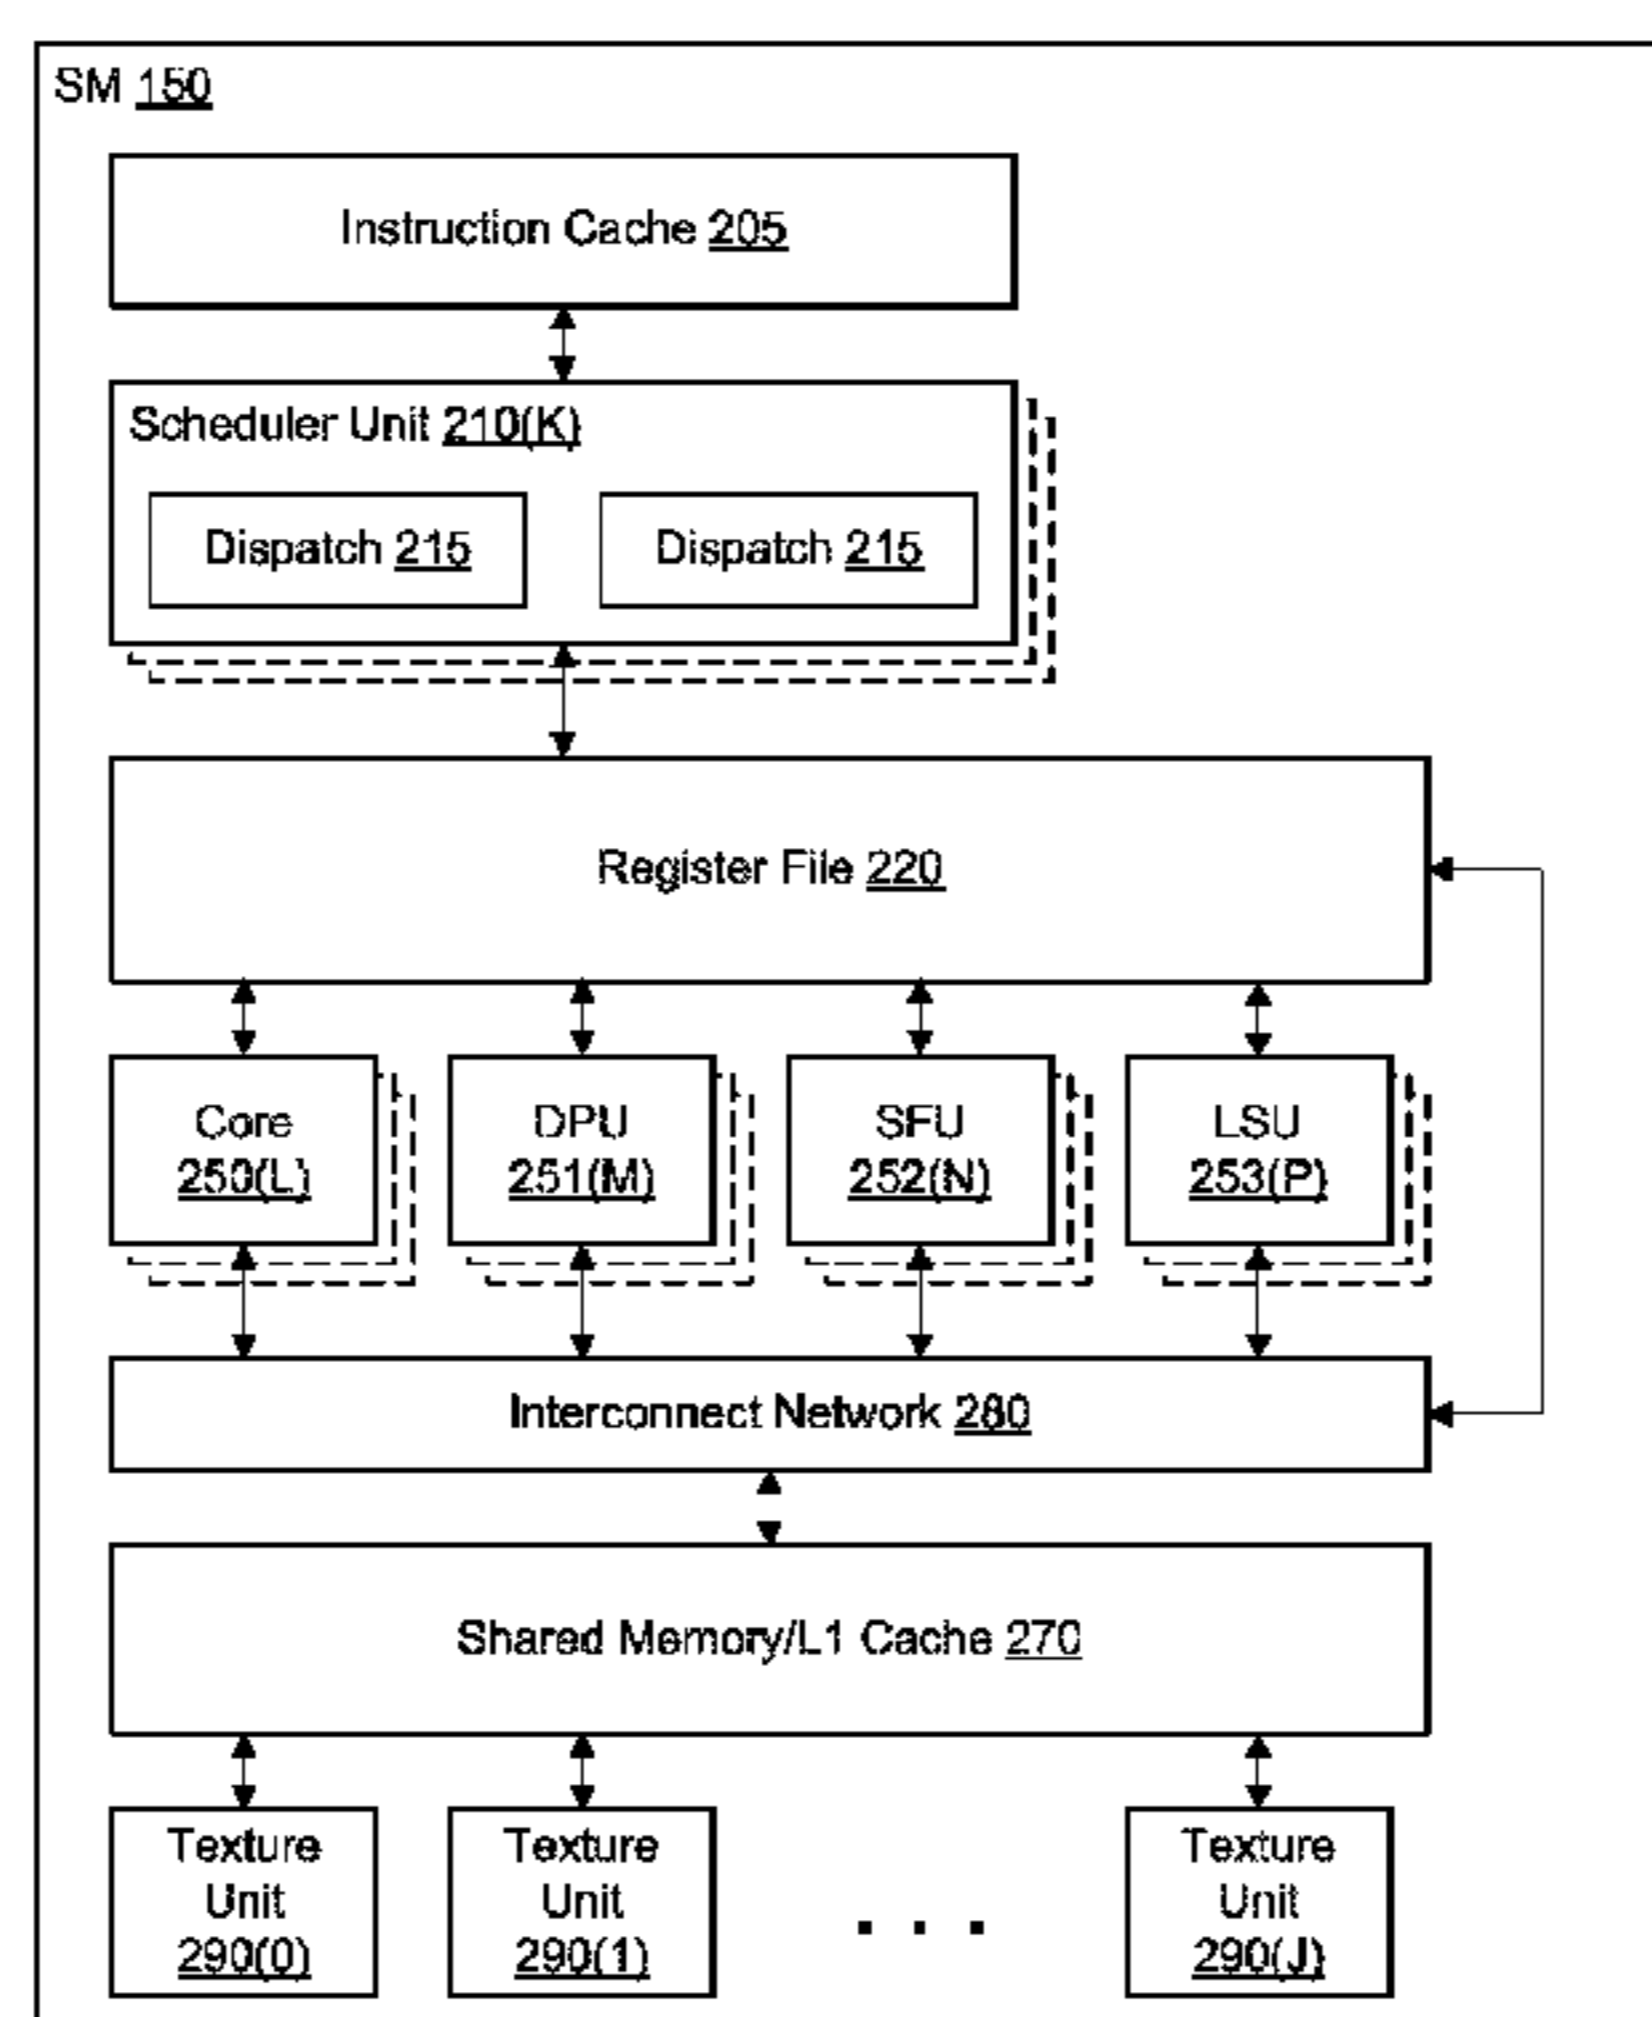 SM 150
Instruction Cache 205
Scheduler Unit 210(K)
Dispatch 215
Dispatch 215
Register File 220
Core
250(L)
DPU
251(M)
SFU
252(N)
LSU
253(P)
Interconnect Network 280
Shared Memory/L1 Cache 270
Texture
Unit
290(0)
Texture
Unit
290(1)
. . .
Texture
Unit
290(J)